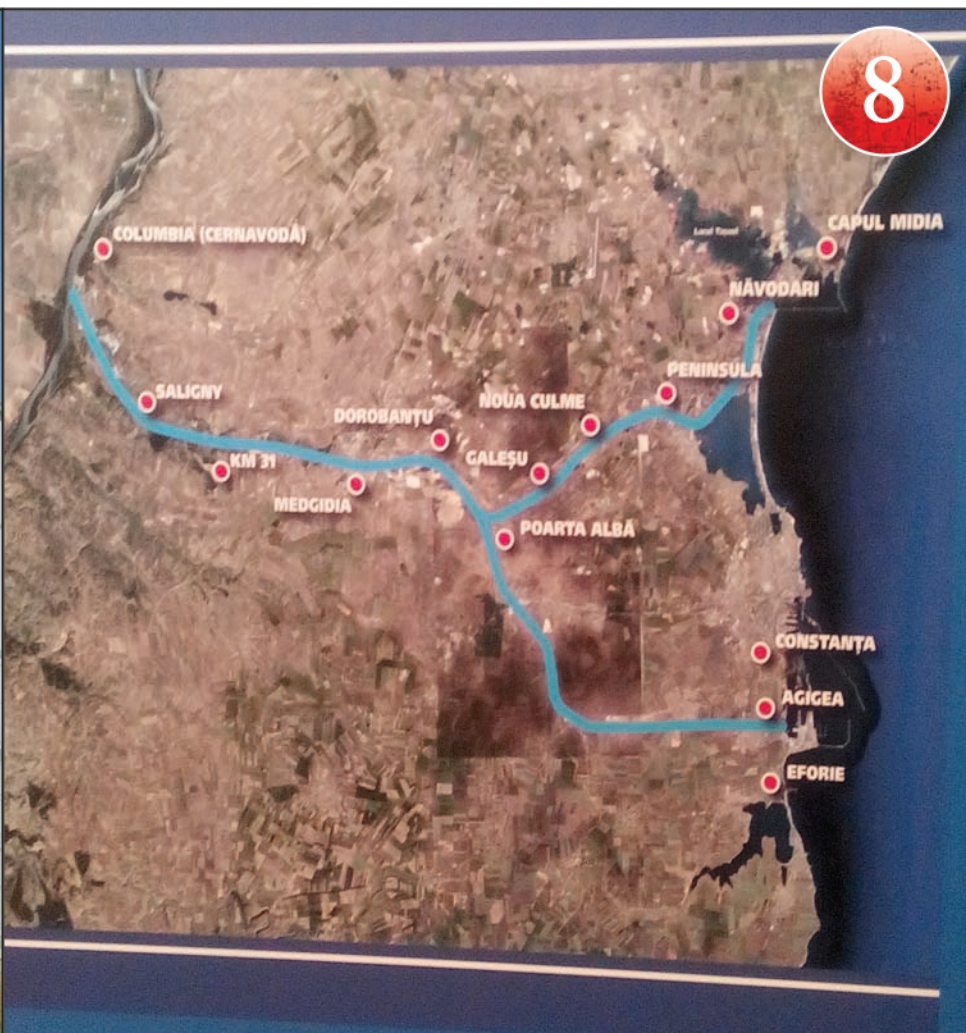 8
COLUMBIA (CERNAVODĂ)
CAPUL MIDIA
NĂVODARI
PENINSULA
SALIGNY
NOUA CULME
DOROBANȚU
GALEȘU
KM 31
MEDGIDIA
POARTA ALBĂ
CONSTANȚA
AGIGEA
EFORIE